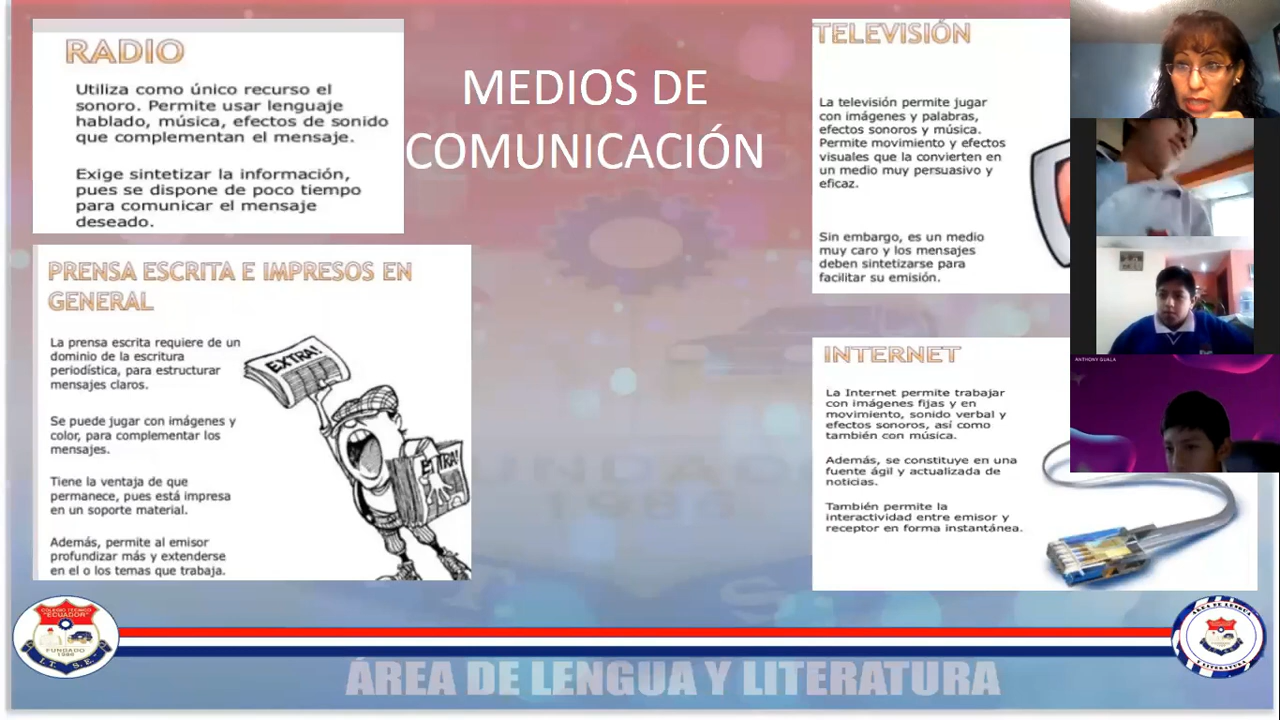 RADIO
Utiliza como único recurso el
sonoro. Permite usar lenguaje
hablado, música, efectos de sonido
que complementan el mensaje.
Exige sintetizar la información,
pues se dispone de poco tiempo
para comunicar el mensaje
deseado.
MEDIOS DE
COMUNICACIÓN
TELEVISIÓN
La televisión permite jugar
con imágenes y palabras,
efectos sonoros y música.
Permite movimiento y efectos
visuales que la convierten en
un medio muy persuasivo y
eficaz.
Sin embargo, es un medio
muy caro y los mensajes
deben sintetizarse para
facilitar su emisión.
PRENSA ESCRITA E IMPRESOS EN
GENERAL
La prensa escrita requiere de un
dominio de la escritura
periodística, para estructurar
mensajes claros.
Se puede jugar con imágenes y
color, para complementar los
mensajes.
Tiene la ventaja de que
permanece, pues está impresa
en un soporte material.
Además, permite al emisor
profundizar más y extenderse
en el o los temas que trabaja.
EXTRA!
EXTRA!
INTERNET
La Internet permite trabajar
con imágenes fijas y en
movimiento, sonido verbal y
efectos sonoros, así como
también con música.
Además, se constituye en una
fuente ágil y actualizada de
noticias.
También permite la
interactividad entre emisor y
receptor en forma instantánea.
ANTHONY GUALA
COLEGIO TÉCNICO
"ECUADOR"
FUNDADO
1986
I.T. S.E.
ÁREA DE LENGUA
Y LITERATURA
ÁREA DE LENGUA Y LITERATURA